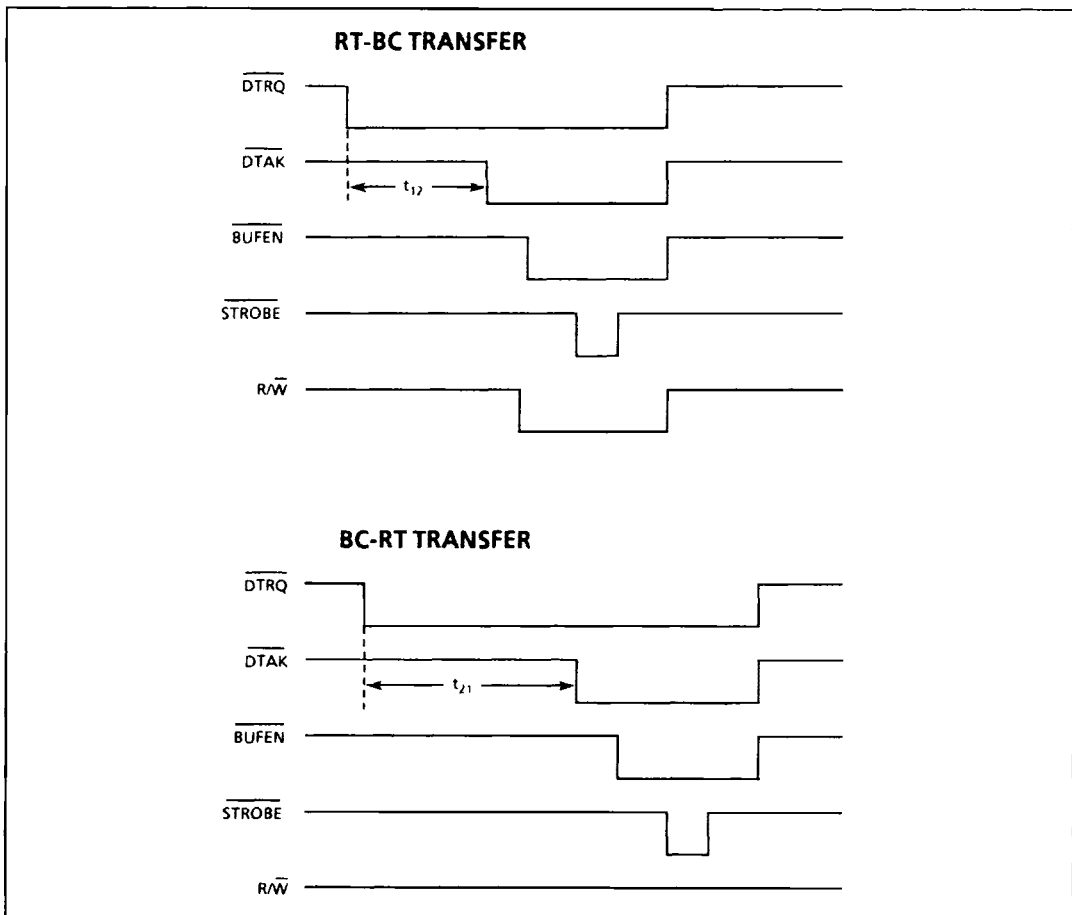 RT-BC TRANSFER
DTRQ
DTAK
t12
BUFEN
STROBE
R/W
BC-RT TRANSFER
DTRQ
DTAK
t21
BUFEN
STROBE
R/W